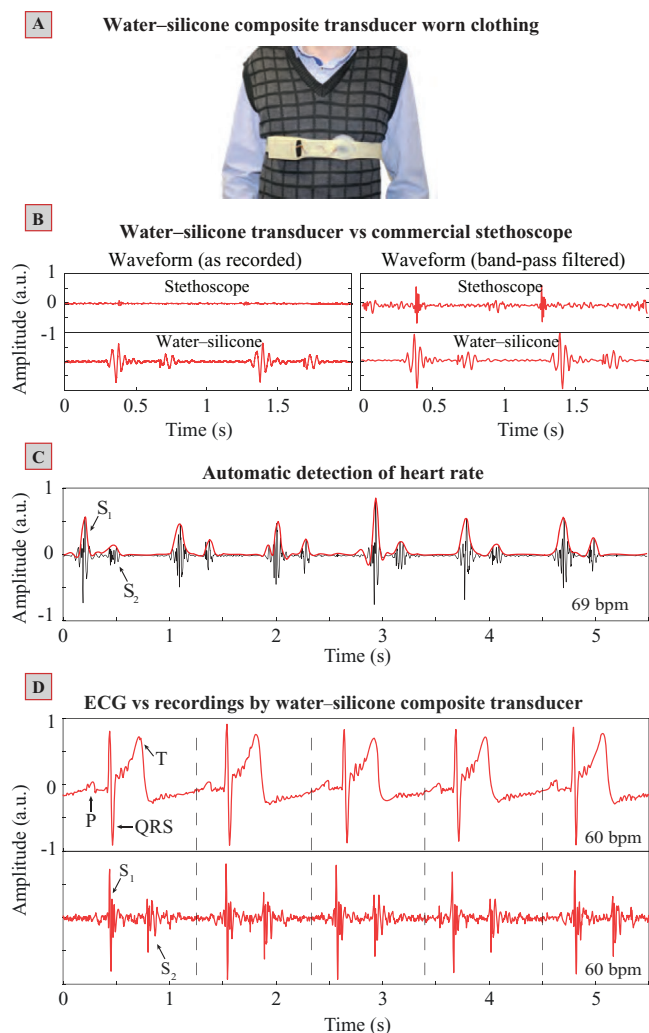 A Water–silicone composite transducer worn clothing
B Water–silicone transducer vs commercial stethoscope
Waveform (as recorded) Waveform (band-pass filtered)
Amplitude (a.u.)
1
0
-1
Stethoscope
Stethoscope
Water–silicone
Water–silicone
0 0.5 1 1.5
0 0.5 1 1.5
Time (s) Time (s)
C Automatic detection of heart rate
Amplitude (a.u.)
1
0
-1
S1
S2
69 bpm
0 1 2 3 4 5
Time (s)
D ECG vs recordings by water–silicone composite transducer
Amplitude (a.u.)
1
0
-1
T
P
QRS
60 bpm
Amplitude (a.u.)
S1
S2
60 bpm
0 1 2 3 4 5
Time (s)